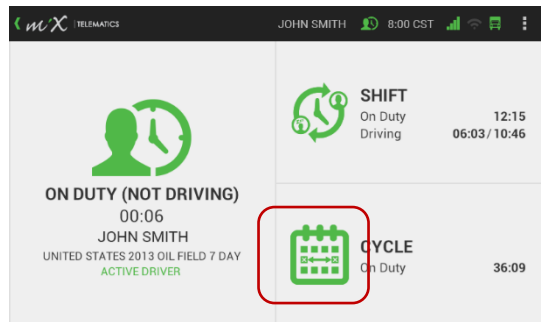 m'X TELEMATICS
JOHN SMITH 8:00 CST
ON DUTY (NOT DRIVING)
00:06
JOHN SMITH
UNITED STATES 2013 OIL FIELD 7 DAY
ACTIVE DRIVER
SHIFT
On Duty 12:15
Driving 06:03/10:46
CYCLE
On Duty 36:09